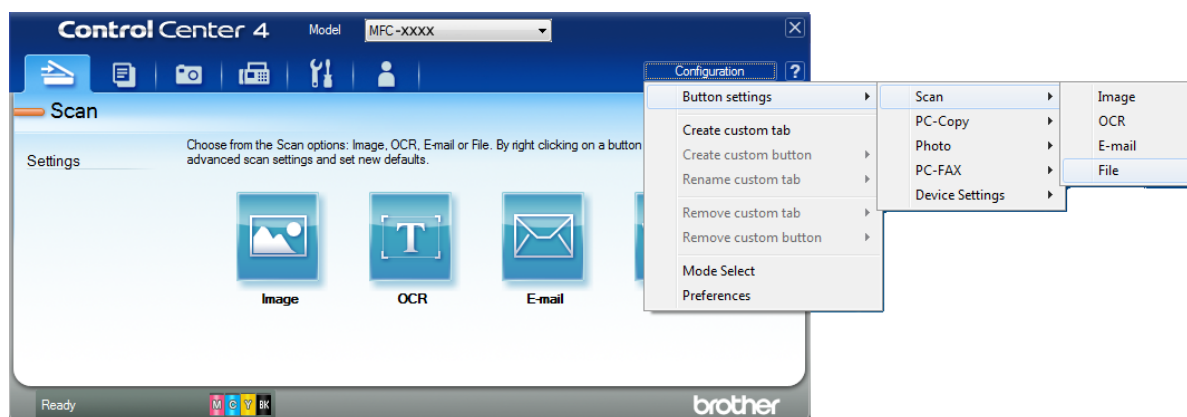 Control Center 4
Model
MFC-XXXX
Configuration
?
Scan
Settings
Choose from the Scan options: Image, OCR, E-mail or File. By right clicking on a button
advanced scan settings and set new defaults.
T
Image
OCR
E-mail
Button settings
Create custom tab
Create custom button
Rename custom tab
Remove custom tab
Remove custom button
Mode Select
Preferences
Scan
PC-Copy
Photo
PC-FAX
Device Settings
Image
OCR
E-mail
File
Ready
M C Y BK
brother